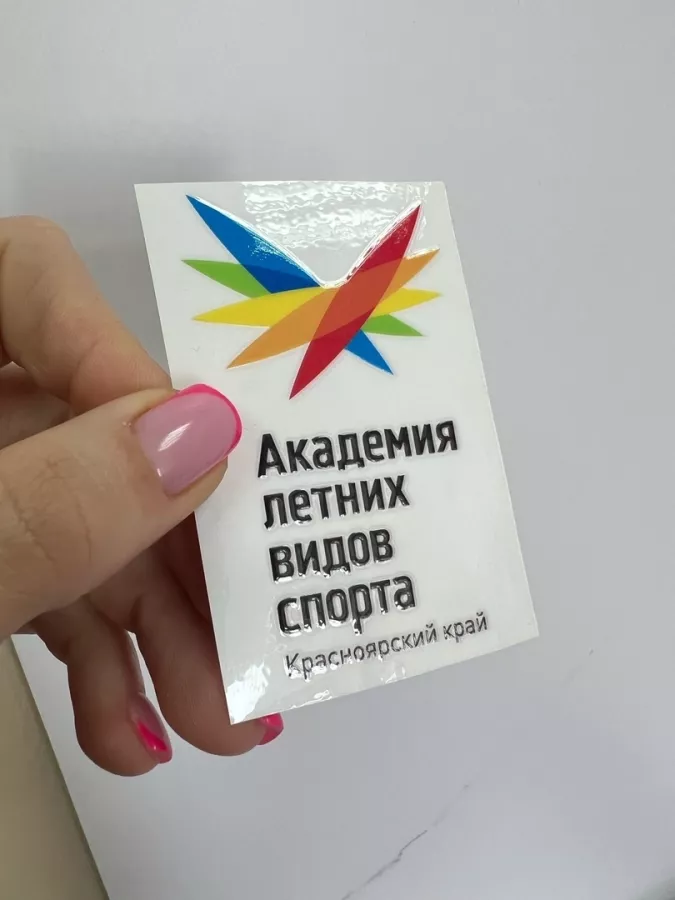 Академия
летних
видов
спорта
Красноярский край